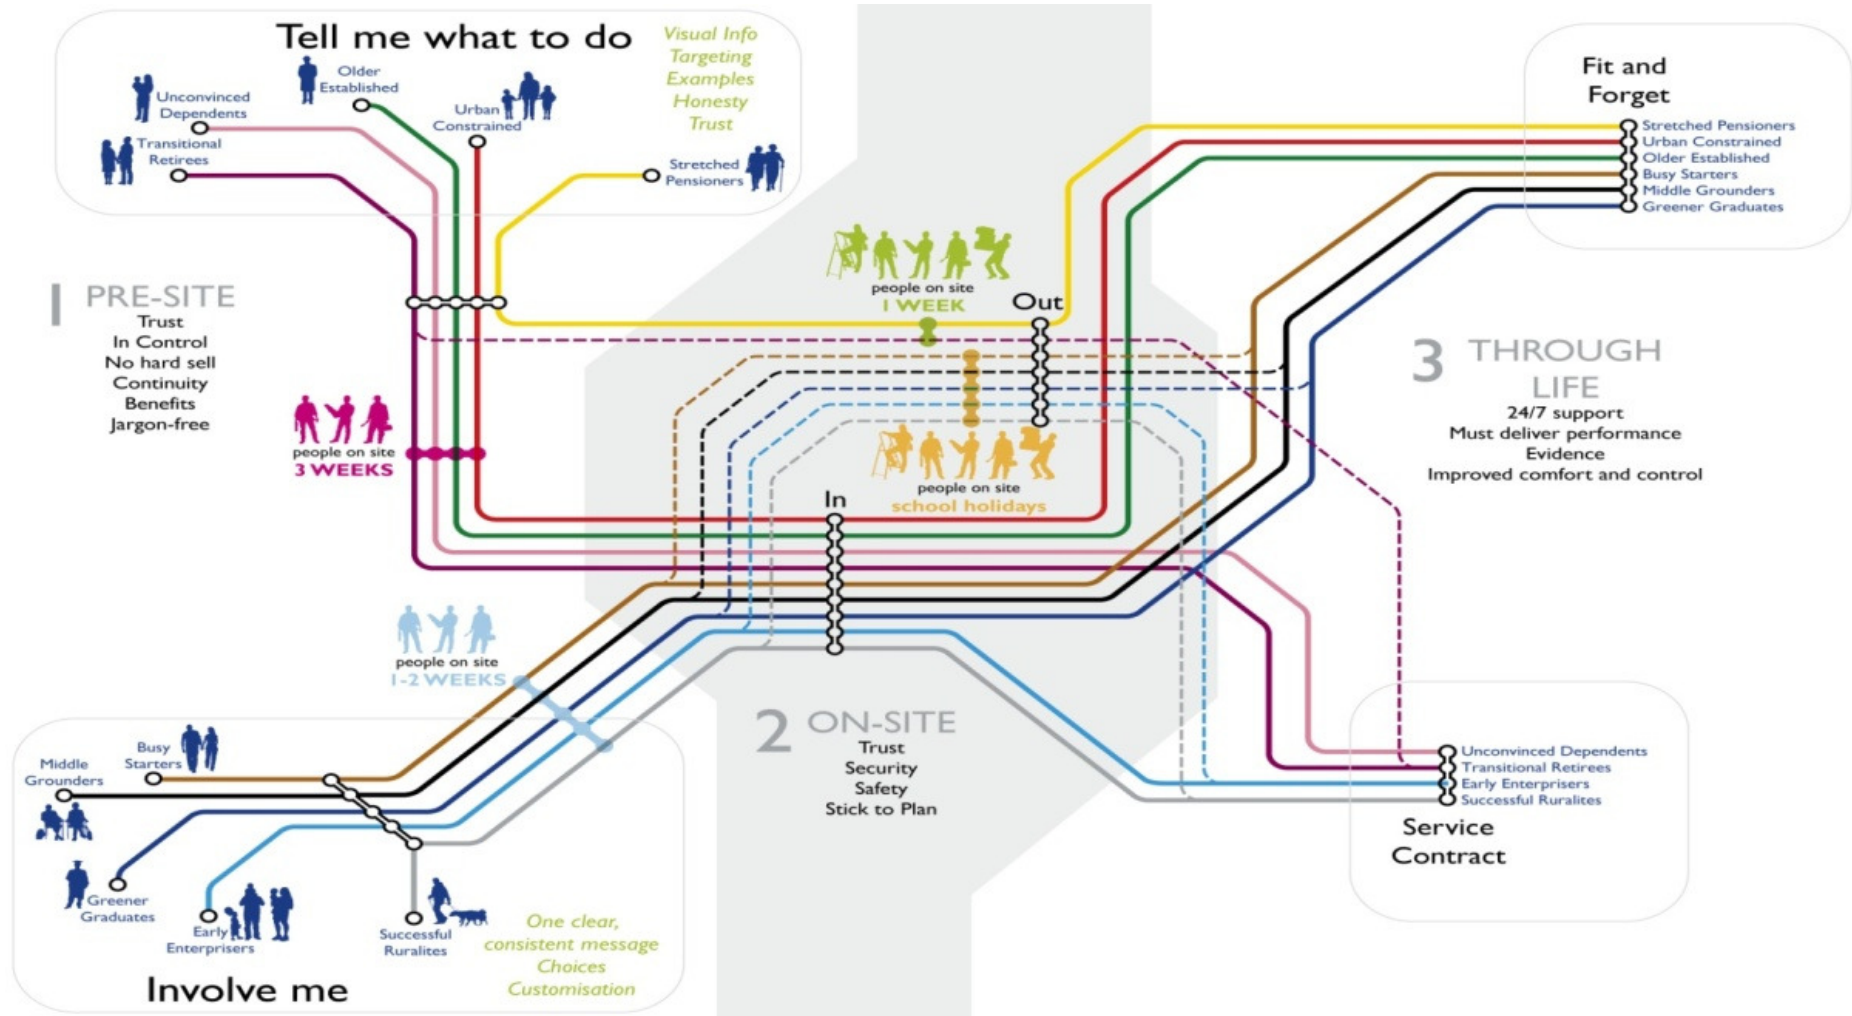 Tell me what to do
Visual Info
Targeting
Examples
Honesty
Trust
Older
Established
Unconvinced
Dependents
Urban
Constrained
Transitional
Retirees
Stretched
Pensioners
Fit and
Forget
Stretched Pensioners
Urban Constrained
Older Established
Busy Starters
Middle Grounders
Greener Graduates
1 PRE-SITE
Trust
In Control
No hard sell
Continuity
Benefits
Jargon-free
people on site
1 WEEK
Out
people on site
3 WEEKS
people on site
school holidays
In
3 THROUGH
LIFE
24/7 support
Must deliver performance
Evidence
Improved comfort and control
people on site
1-2 WEEKS
2 ON-SITE
Trust
Security
Safety
Stick to Plan
Busy
Starters
Middle
Grounders
Greener
Graduates
Early
Enterprisers
Successful
Ruralites
One clear,
consistent message
Choices
Customisation
Involve me
Unconvinced Dependents
Transitional Retirees
Early Enterprisers
Successful Ruralites
Service
Contract